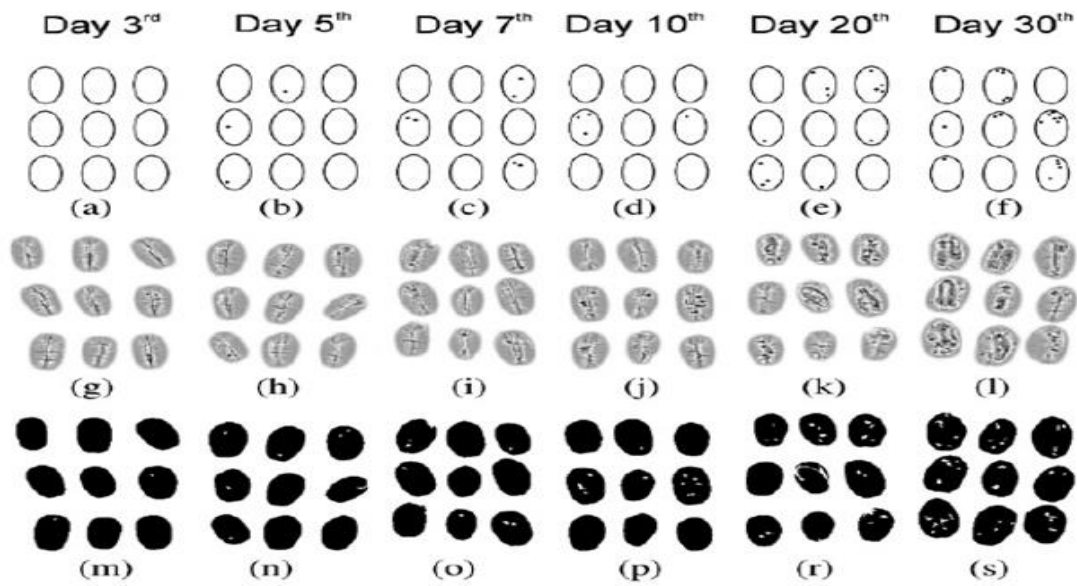 Day 3rd Day 5th Day 7th Day 10th Day 20th Day 30th
(a) (b) (c) (d) (e) (f)
(g) (h) (i) (j) (k) (l)
(m) (n) (o) (p) (r) (s)